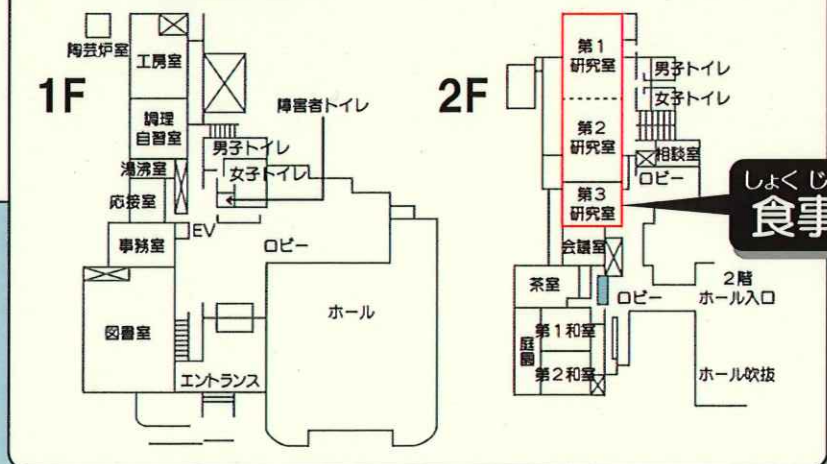 1F
陶芸炉室
工房室
調理
自習室
湯沸室
応接室
事務室
図書室
EV
障害者トイレ
男子トイレ
女子トイレ
ロビー
ホール
エントランス
2F
第1
研究室
第2
研究室
第3
研究室
男子トイレ
女子トイレ
相談室
ロビー
しょくじ
食事
会議室
茶室
ロビー
2階
ホール入口
庭園
第1和室
第2和室
ホール吹抜